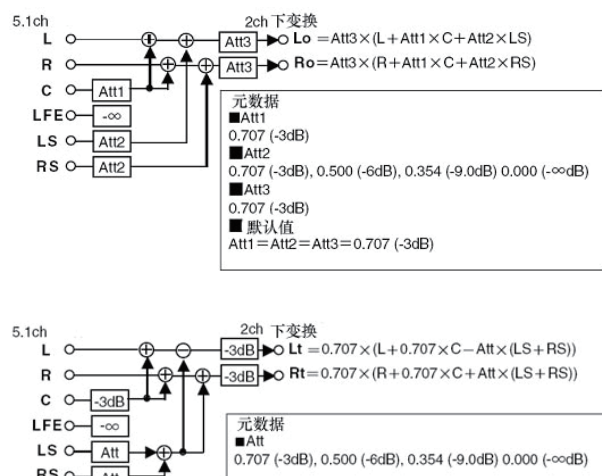 5.1ch 2ch 下变换
L Att3 Lo =Att3×(L+Att1×C+Att2×LS)
R Att3 Ro=Att3×(R+Att1×C+Att2×RS)
C Att1
LFE -∞
LS Att2
RS Att2
元数据
■Att1
0.707 (-3dB)
■Att2
0.707 (-3dB), 0.500 (-6dB), 0.354 (-9.0dB) 0.000 (-∞dB)
■Att3
0.707 (-3dB)
■ 默认值
Att1=Att2=Att3=0.707 (-3dB)
5.1ch 2ch 下变换
L -3dB Lt =0.707×(L+0.707×C−Att×(LS+RS))
R -3dB Rt=0.707×(R+0.707×C+Att×(LS+RS))
C -3dB
LFE -∞
LS Att
RS Att
元数据
■Att
0.707 (-3dB), 0.500 (-6dB), 0.354 (-9.0dB) 0.000 (-∞dB)